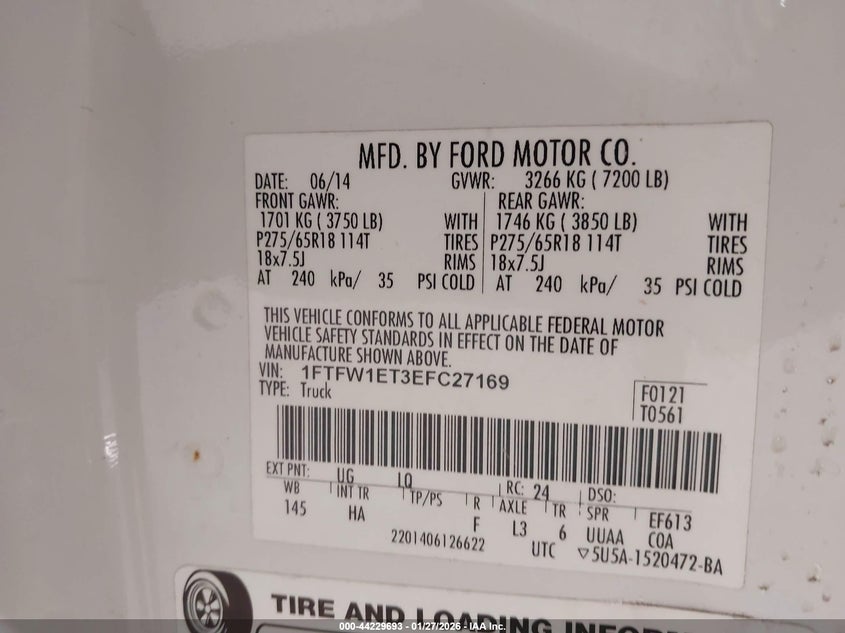 MFD. BY FORD MOTOR CO.
DATE: 06/14 GVWR: 3266 KG ( 7200 LB)
FRONT GAWR: REAR GAWR:
1701 KG ( 3750 LB) WITH 1746 KG ( 3850 LB) WITH
P275/65R18 114T TIRES P275/65R18 114T TIRES
18x7.5J RIMS 18x7.5J RIMS
AT 240 kPa/ 35 PSI COLD AT 240 kPa/ 35 PSI COLD
THIS VEHICLE CONFORMS TO ALL APPLICABLE FEDERAL MOTOR
VEHICLE SAFETY STANDARDS IN EFFECT ON THE DATE OF
MANUFACTURE SHOWN ABOVE.
VIN: 1FTFW1ET3EFC27169
TYPE: Truck
F0121
T0561
EXT PNT: UG LQ RC: 24 DSO:
WB INT TR TP/PS R AXLE TR SPR EF613
145 HA F L3 6 UUAA COA
2201406126622 UTC ▽5U5A-1520472-BA
TIRE AND LOADING INFOR
000-44229693 - 01/27/2026 - IAA Inc.